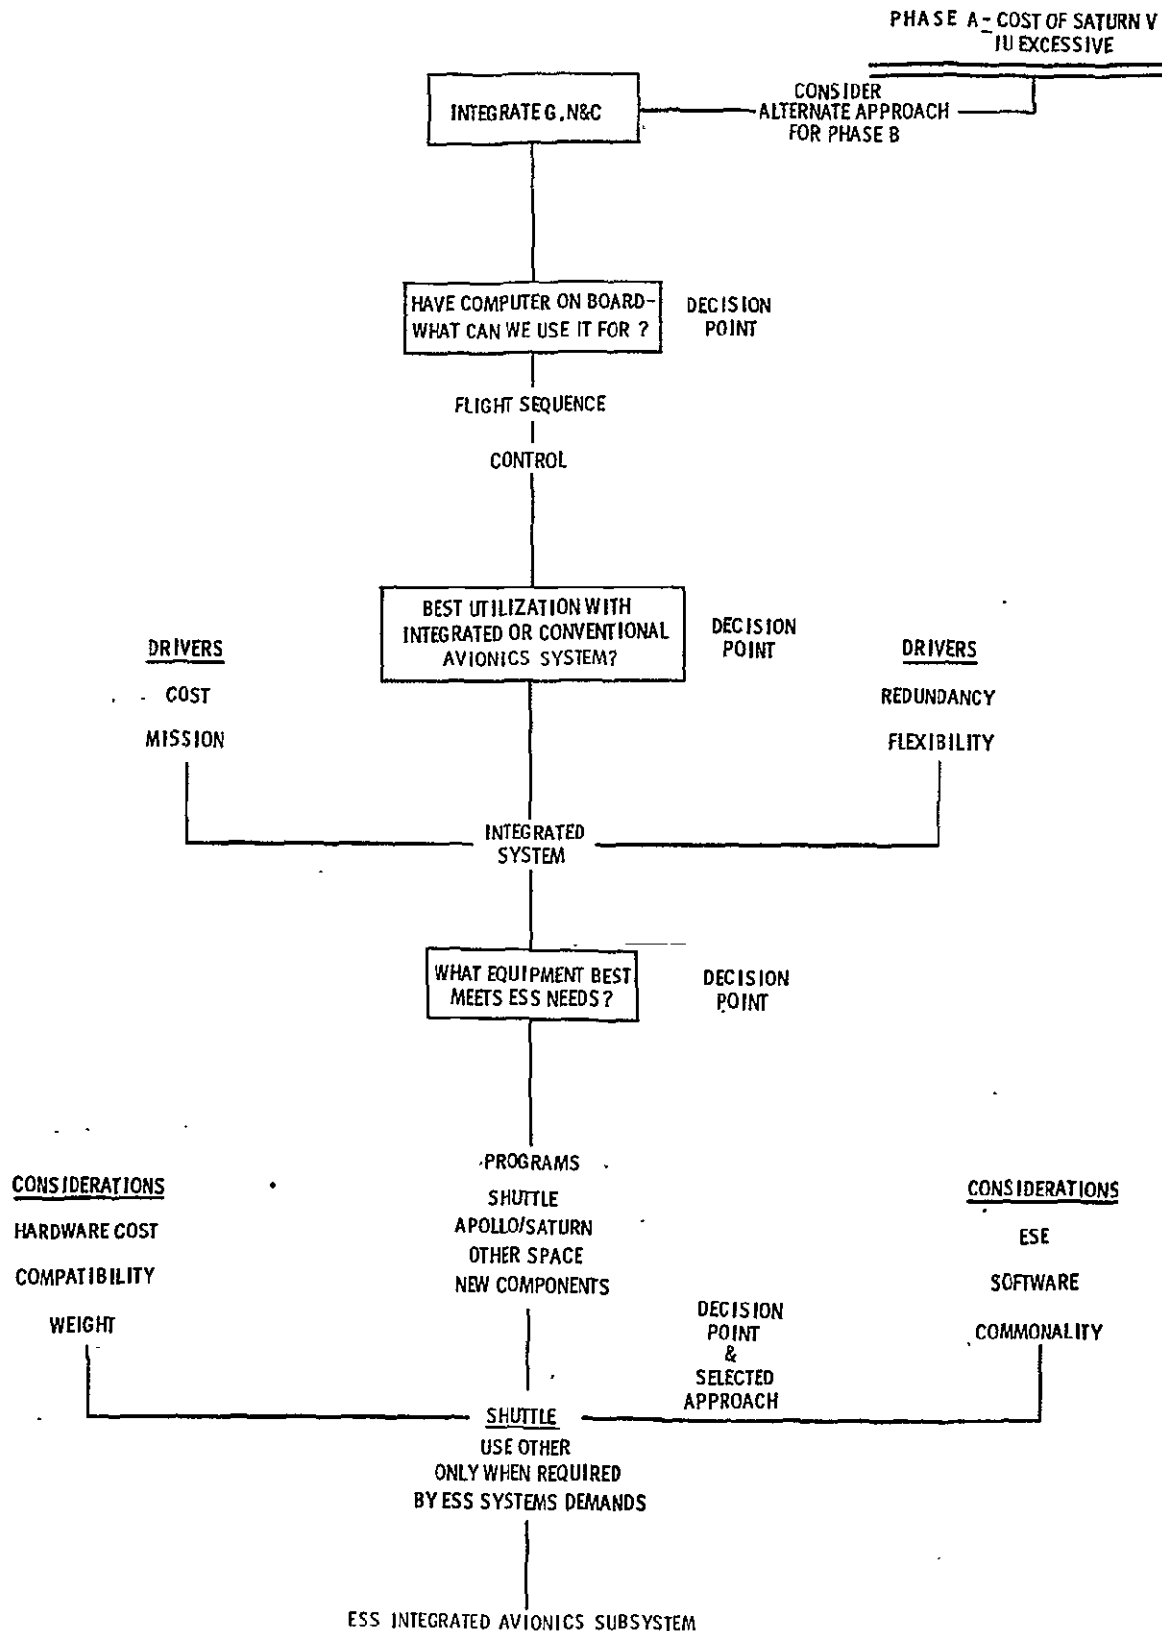 PHASE A - COST OF SATURN V
IU EXCESSIVE
CONSIDER
ALTERNATE APPROACH
FOR PHASE B
INTEGRATE G, N&C
HAVE COMPUTER ON BOARD-
WHAT CAN WE USE IT FOR ?
DECISION
POINT
FLIGHT SEQUENCE
CONTROL
BEST UTILIZATION WITH
INTEGRATED OR CONVENTIONAL
AVIONICS SYSTEM?
DECISION
POINT
DRIVERS
COST
MISSION
DRIVERS
REDUNDANCY
FLEXIBILITY
INTEGRATED
SYSTEM
WHAT EQUIPMENT BEST
MEETS ESS NEEDS?
DECISION
POINT
PROGRAMS
SHUTTLE
APOLLO/SATURN
OTHER SPACE
NEW COMPONENTS
CONSIDERATIONS
HARDWARE COST
COMPATIBILITY
WEIGHT
CONSIDERATIONS
ESE
SOFTWARE
COMMONALITY
DECISION
POINT
&
SELECTED
APPROACH
SHUTTLE
USE OTHER
ONLY WHEN REQUIRED
BY ESS SYSTEMS DEMANDS
ESS INTEGRATED AVIONICS SUBSYSTEM